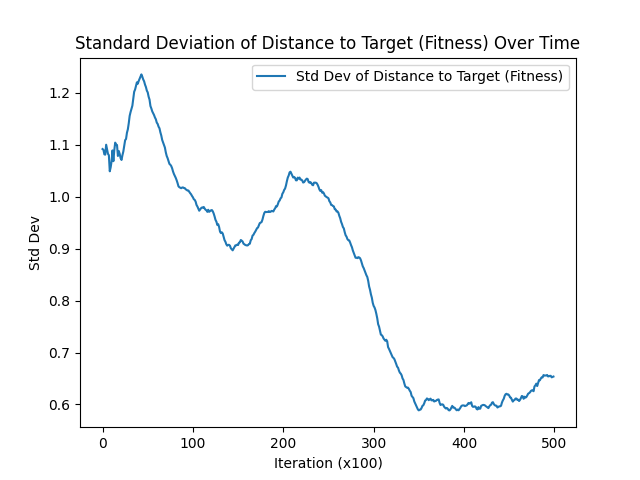 Standard Deviation of Distance to Target (Fitness) Over Time
Std Dev of Distance to Target (Fitness)
Std Dev
1.2
1.1
1.0
0.9
0.8
0.7
0.6
0 100 200 300 400 500
Iteration (x100)